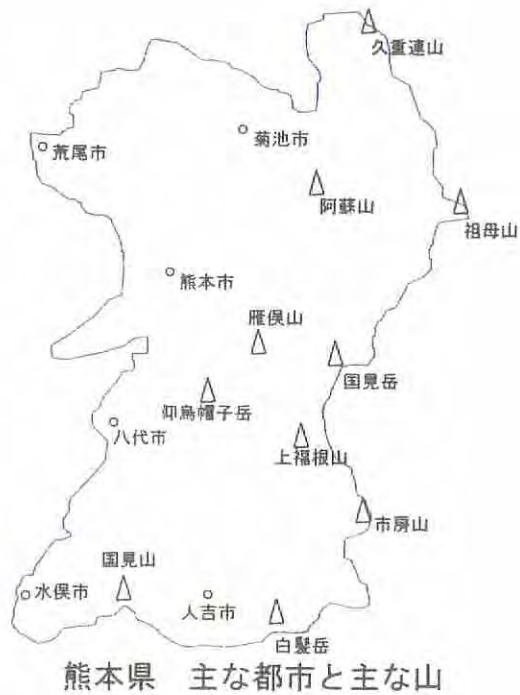 久重連山
菊池市
荒尾市
阿蘇山
祖母山
熊本市
雁俣山
国見岳
仰烏帽子岳
八代市
上福根山
市房山
国見山
水俣市
人吉市
白髪岳
熊本県 主な都市と主な山